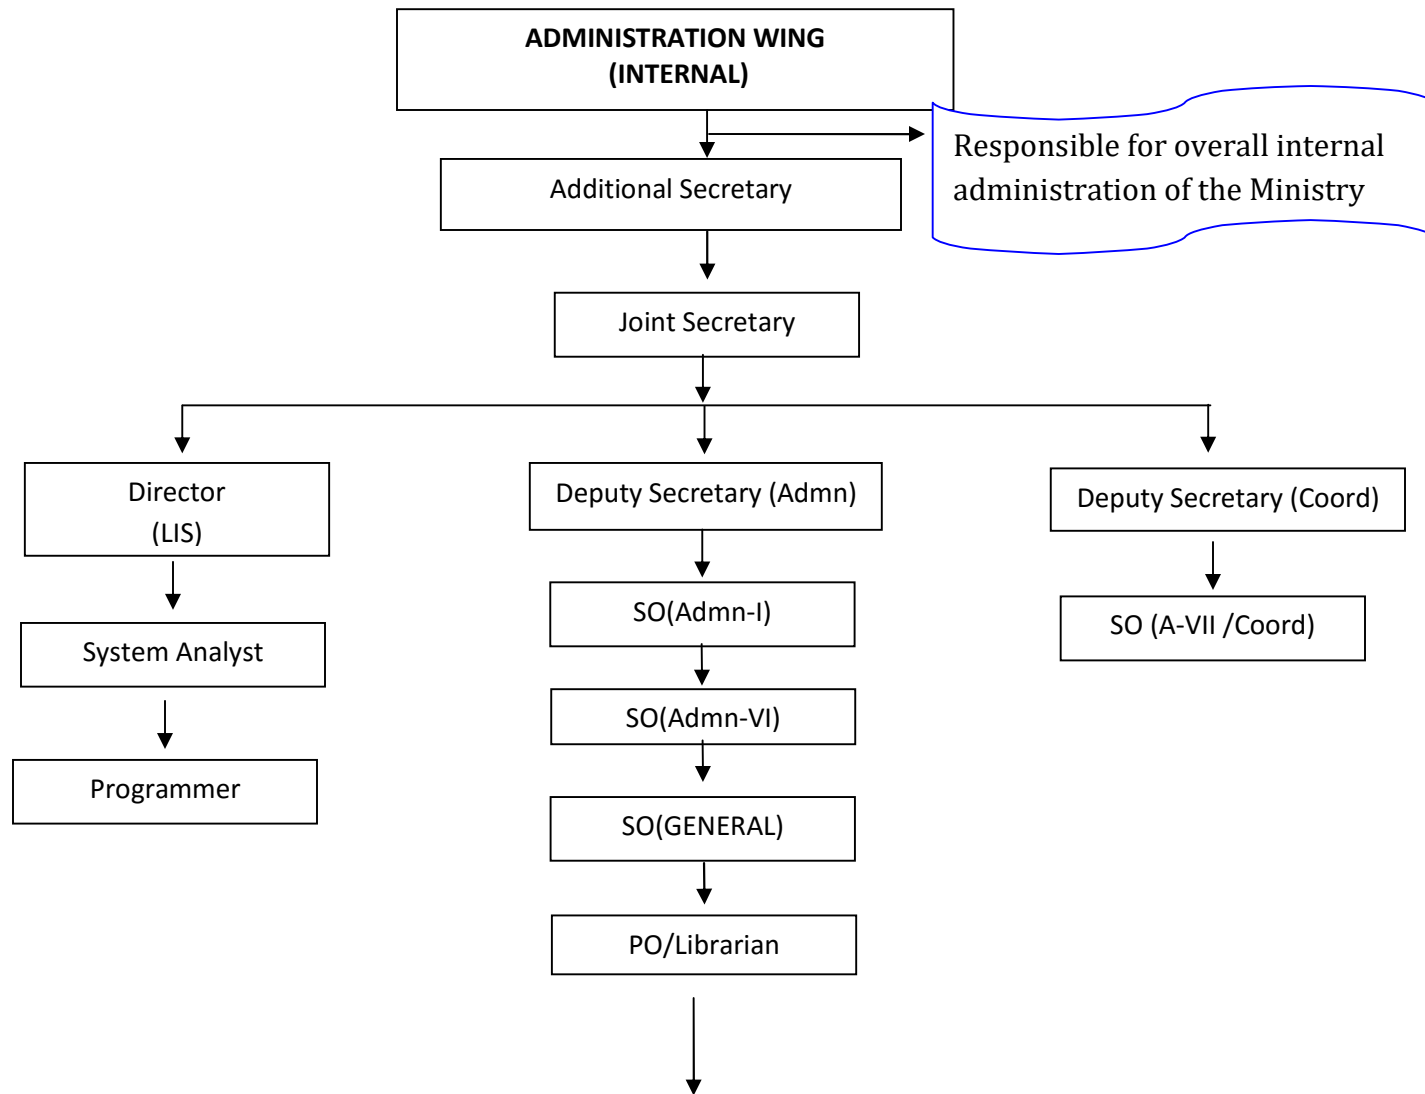 ADMINISTRATION WING
(INTERNAL)
Responsible for overall internal
administration of the Ministry
Additional Secretary
Joint Secretary
Director
(LIS)
Deputy Secretary (Admn)
Deputy Secretary (Coord)
SO(Admn-I)
SO (A-VII /Coord)
System Analyst
SO(Admn-VI)
Programmer
SO(GENERAL)
PO/Librarian